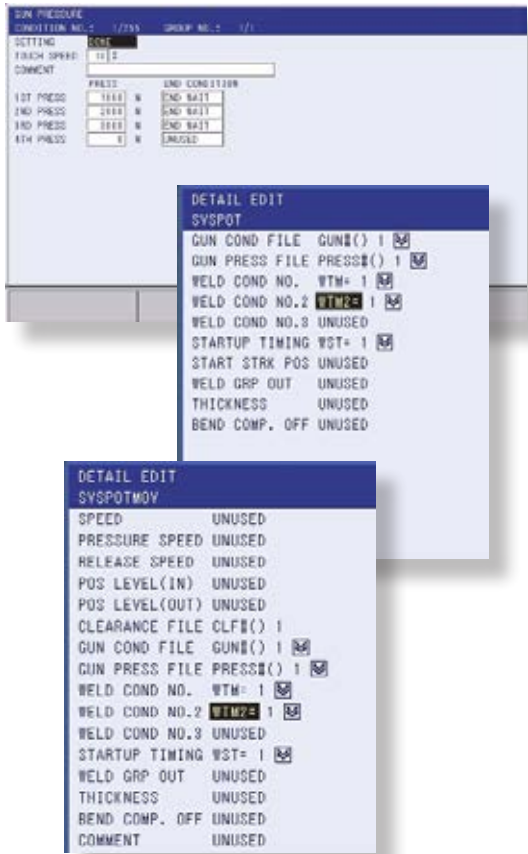 GUN PRESSURE
CONDITION NO.: 1/255 GROUP NO.: 1/1
SETTING DONE
TOUCH SPEED 10 %
COMMENT
PRESS END CONDITION
1ST PRESS 1000 N END WAIT
2ND PRESS 2000 N END WAIT
3RD PRESS N END WAIT
4TH PRESS 0 N UNUSED
DETAIL EDIT
SVSPOT
GUN COND FILE GUN#() 1
GUN PRESS FILE PRESS#() 1
WELD COND NO. WTM= 1
WELD COND NO.2 WTM2= 1
WELD COND NO.3 UNUSED
STARTUP TIMING WST= 1
START STRK POS UNUSED
WELD GRP OUT UNUSED
THICKNESS UNUSED
BEND COMP. OFF UNUSED
DETAIL EDIT
SVSPOTMOV
SPEED UNUSED
PRESSURE SPEED UNUSED
RELEASE SPEED UNUSED
POS LEVEL(IN) UNUSED
POS LEVEL(OUT) UNUSED
CLEARANCE FILE CLF#() 1
GUN COND FILE GUN#() 1
GUN PRESS FILE PRESS#() 1
WELD COND NO. WTM= 1
WELD COND NO.2 WTM2= 1
WELD COND NO.3 UNUSED
STARTUP TIMING WST= 1
WELD GRP OUT UNUSED
THICKNESS UNUSED
BEND COMP. OFF UNUSED
COMMENT UNUSED